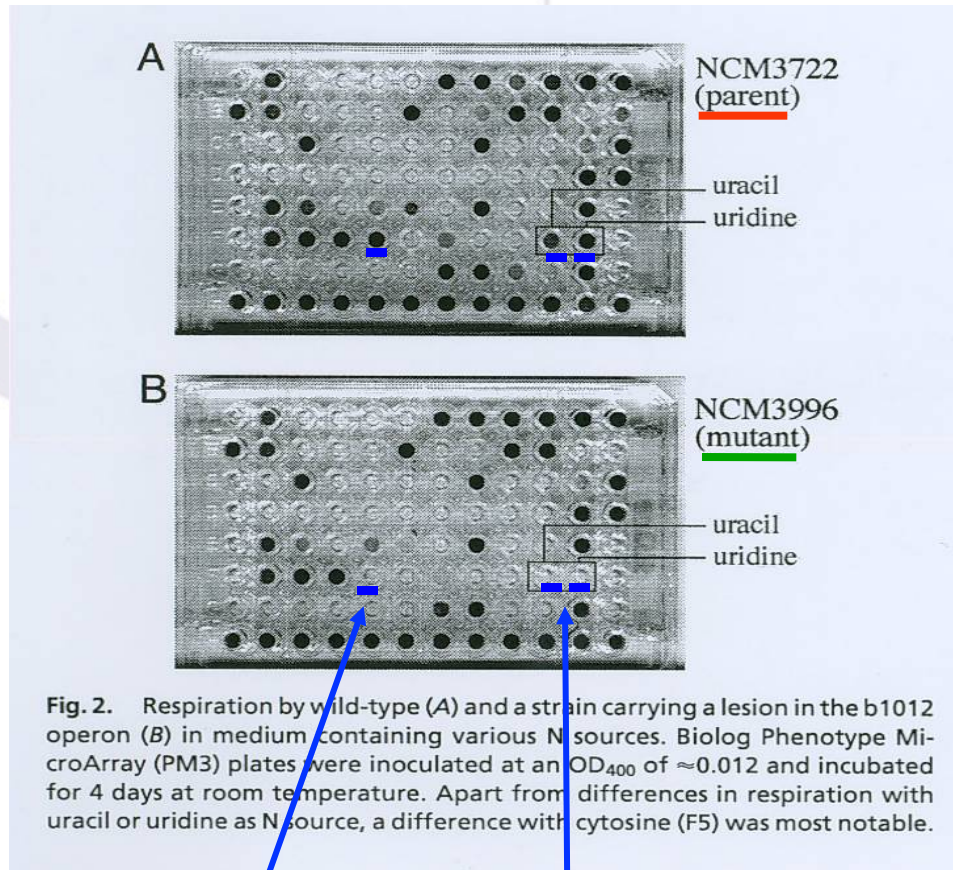 A
NCM3722
(parent)
uracil
uridine
B
NCM3996
(mutant)
uracil
uridine
Fig. 2. Respiration by wild-type (A) and a strain carrying a lesion in the b1012
operon (B) in medium containing various N sources. Biolog Phenotype Mi-
croArray (PM3) plates were inoculated at an OD₄₀₀ of ≈0.012 and incubated
for 4 days at room temperature. Apart from differences in respiration with
uracil or uridine as N source, a difference with cytosine (F5) was most notable.